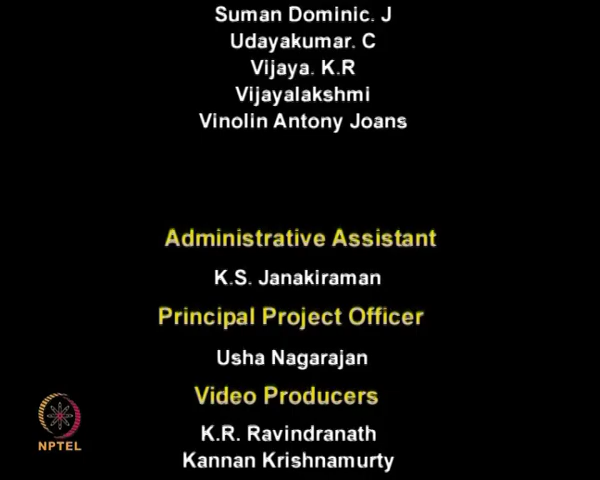 Suman Dominic. J
Udayakumar. C
Vijaya. K.R
Vijayalakshmi
Vinolin Antony Joans
Administrative Assistant
K.S. Janakiraman
Principal Project Officer
Usha Nagarajan
Video Producers
K.R. Ravindranath
Kannan Krishnamurty
NPTEL